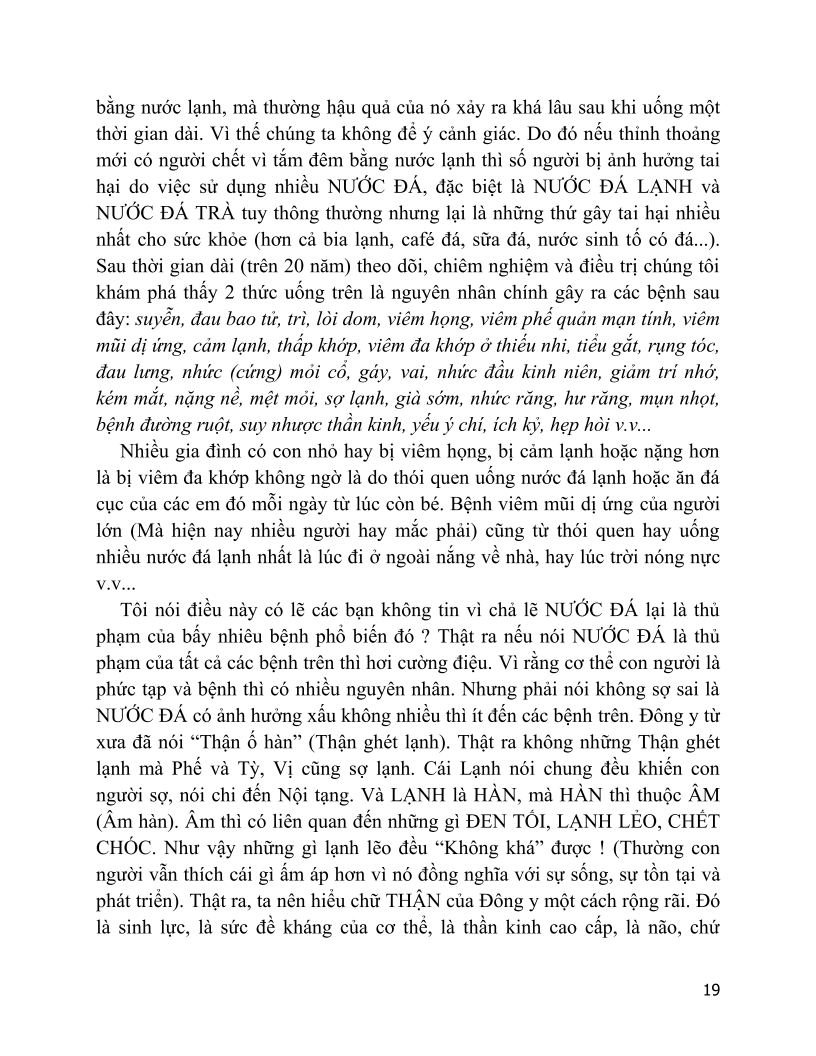 bằng nước lạnh, mà thường hậu quả của nó xảy ra khá lâu sau khi uống một
thời gian dài. Vì thế chúng ta không để ý cảnh giác. Do đó nếu thỉnh thoảng
mới có người chết vì tắm đêm bằng nước lạnh thì số người bị ảnh hưởng tai
hại do việc sử dụng nhiều NƯỚC ĐÁ, đặc biệt là NƯỚC ĐÁ LẠNH và
NƯỚC ĐÁ TRÀ tuy thông thường nhưng lại là những thứ gây tai hại nhiều
nhất cho sức khỏe (hơn cả bia lạnh, café đá, sữa đá, nước sinh tố có đá...).
Sau thời gian dài (trên 20 năm) theo dõi, chiêm nghiệm và điều trị chúng tôi
khám phá thấy 2 thức uống trên là nguyên nhân chính gây ra các bệnh sau
đây: suyễn, đau bao tử, trì, lòi dom, viêm họng, viêm phế quản mạn tính, viêm
mũi dị ứng, cảm lạnh, thấp khớp, viêm đa khớp ở thiếu nhi, tiểu gắt, rụng tóc,
đau lưng, nhức (cứng) mỏi cổ, gáy, vai, nhức đầu kinh niên, giảm trí nhớ,
kém mắt, nặng nề, mệt mỏi, sợ lạnh, già sớm, nhức răng, hư răng, mụn nhọt,
bệnh đường ruột, suy nhược thần kinh, yếu ý chí, ích kỷ, hẹp hòi v.v...
Nhiều gia đình có con nhỏ hay bị viêm họng, bị cảm lạnh hoặc nặng hơn
là bị viêm đa khớp không ngờ là do thói quen uống nước đá lạnh hoặc ăn đá
cục của các em đó mỗi ngày từ lúc còn bé. Bệnh viêm mũi dị ứng của người
lớn (Mà hiện nay nhiều người hay mắc phải) cũng từ thói quen hay uống
nhiều nước đá lạnh nhất là lúc đi ở ngoài nắng về nhà, hay lúc trời nóng nực
v.v...
Tôi nói điều này có lẽ các bạn không tin vì chả lẽ NƯỚC ĐÁ lại là thủ
phạm của bấy nhiêu bệnh phổ biến đó ? Thật ra nếu nói NƯỚC ĐÁ là thủ
phạm của tất cả các bệnh trên thì hơi cường điệu. Vì rằng cơ thể con người là
phức tạp và bệnh thì có nhiều nguyên nhân. Nhưng phải nói không sợ sai là
NƯỚC ĐÁ có ảnh hưởng xấu không nhiều thì ít đến các bệnh trên. Đông y từ
xưa đã nói “Thận ố hàn” (Thận ghét lạnh). Thật ra không những Thận ghét
lạnh mà Phế và Tỳ, Vị cũng sợ lạnh. Cái Lạnh nói chung đều khiến con
người sợ, nói chi đến Nội tạng. Và LẠNH là HÀN, mà HÀN thì thuộc ÂM
(Âm hàn). Âm thì có liên quan đến những gì ĐEN TỐI, LẠNH LẺO, CHẾT
CHÓC. Như vậy những gì lạnh lẽo đều “Không khá” được ! (Thường con
người vẫn thích cái gì ấm áp hơn vì nó đồng nghĩa với sự sống, sự tồn tại và
phát triển). Thật ra, ta nên hiểu chữ THẬN của Đông y một cách rộng rãi. Đó
là sinh lực, là sức đề kháng của cơ thể, là thần kinh cao cấp, là não, chứ
19